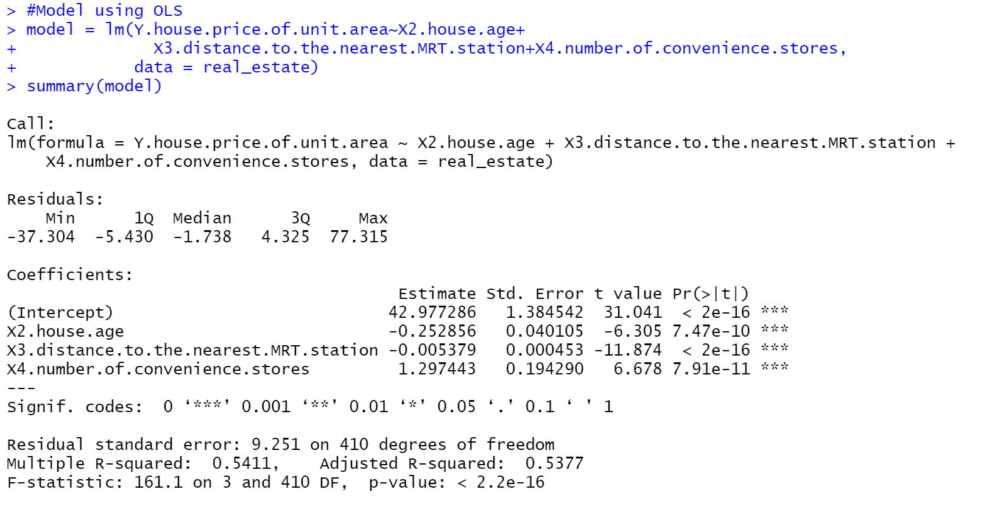 > #Model using OLS
> model = lm(Y.house.price.of.unit.area~X2.house.age+
+              X3.distance.to.the.nearest.MRT.station+X4.number.of.convenience.stores,
+            data = real_estate)
> summary(model)

Call:
lm(formula = Y.house.price.of.unit.area ~ X2.house.age + X3.distance.to.the.nearest.MRT.station +
    X4.number.of.convenience.stores, data = real_estate)

Residuals:
    Min      1Q  Median      3Q     Max
-37.304  -5.430  -1.738   4.325  77.315

Coefficients:
                                        Estimate Std. Error t value Pr(>|t|)
(Intercept)                            42.977286   1.384542  31.041  < 2e-16 ***
X2.house.age                           -0.252856   0.040105  -6.305 7.47e-10 ***
X3.distance.to.the.nearest.MRT.station -0.005379   0.000453 -11.874  < 2e-16 ***
X4.number.of.convenience.stores         1.297443   0.194290   6.678 7.91e-11 ***
---
Signif. codes:  0 ‘***’ 0.001 ‘**’ 0.01 ‘*’ 0.05 ‘.’ 0.1 ‘ ’ 1

Residual standard error: 9.251 on 410 degrees of freedom
Multiple R-squared:  0.5411,    Adjusted R-squared:  0.5377
F-statistic: 161.1 on 3 and 410 DF,  p-value: < 2.2e-16